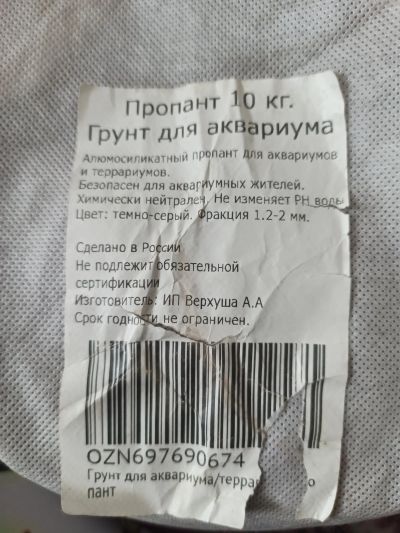 Пропант 10 кг.
Грунт для аквариума
Алюмосиликатный пропант для аквариумов
и террариумов.
Безопасен для аквариумных жителей.
Химически нейтрален. Не изменяет PH воды
Цвет: темно-серый. Фракция 1.2-2 мм.
Сделано в России
Не подлежит обязательной
сертификации
Изготовитель: ИП Верхуша А.А
Срок годности не ограничен.
OZN697690674
Грунт для аквариума/терра
пант